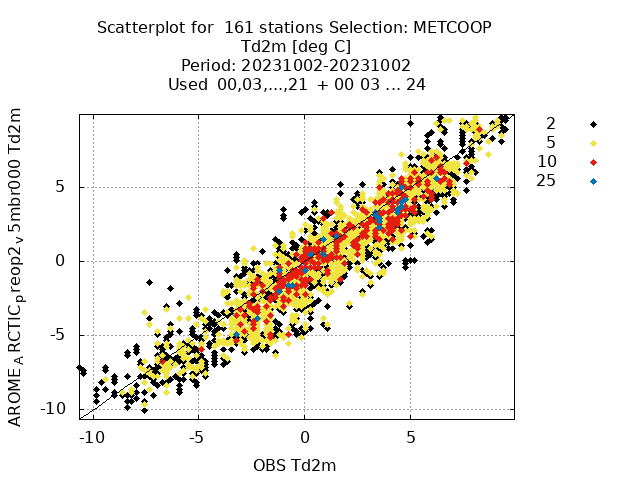 Scatterplot for 161 stations Selection: METCOOP
Td2m [deg C]
Period: 20231002-20231002
Used 00,03,...,21 + 00 03 ... 24
AROME_ARCTIC_preop2_v5mbr000 Td2m
2
5
10
25
5
0
-5
-10
-10
-5
0
5
OBS Td2m